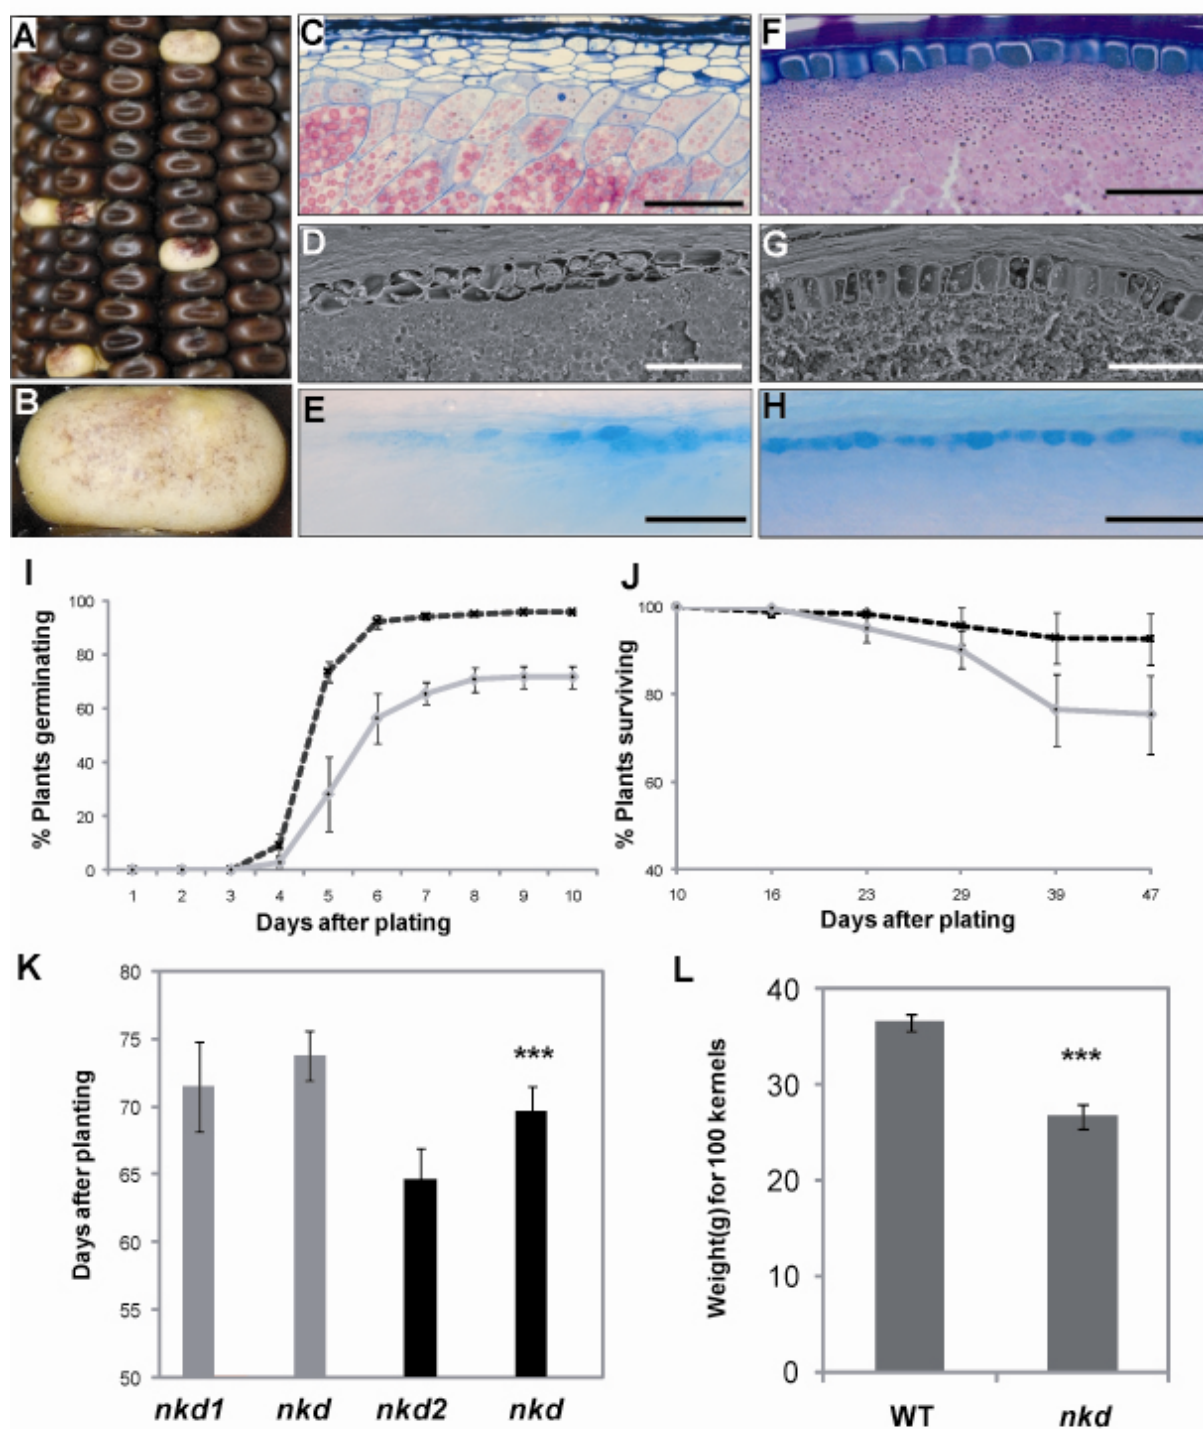 A
B
C
D
E
F
G
H
I
100
80
60
40
20
0
% Plants germinating
1 2 3 4 5 6 7 8 9 10
Days after plating
J
100
80
60
40
% Plants surviving
10 16 23 29 39 47
Days after plating
K
80
75
70
65
60
55
50
Days after planting
***
nkd1 nkd nkd2 nkd
L
40
30
20
10
0
Weight(g) for 100 kernels
***
WT nkd